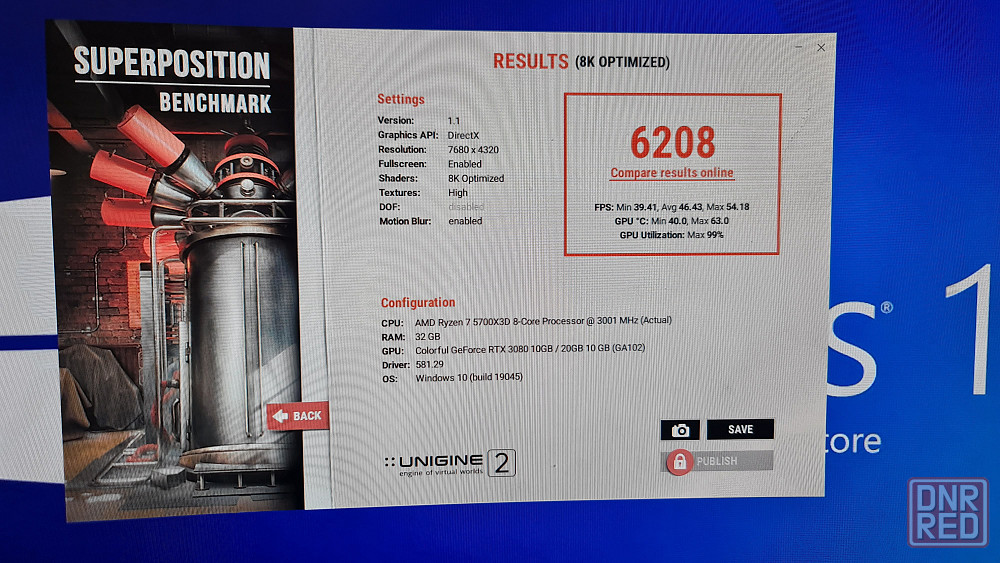 SUPERPOSITION
BENCHMARK
RESULTS (8K OPTIMIZED)
Settings
Version: 1.1
Graphics API: DirectX
Resolution: 7680 x 4320
Fullscreen: Enabled
Shaders: 8K Optimized
Textures: High
DOF: disabled
Motion Blur: enabled
6208
Compare results online
FPS: Min 39.41, Avg 46.43, Max 54.18
GPU °C: Min 40.0, Max 63.0
GPU Utilization: Max 99%
Configuration
CPU: AMD Ryzen 7 5700X3D 8-Core Processor @ 3001 MHz (Actual)
RAM: 32 GB
GPU: Colorful GeForce RTX 3080 10GB / 20GB 10 GB (GA102)
Driver: 581.29
OS: Windows 10 (build 19045)
BACK
SAVE
PUBLISH
UNIGINE 2
engine of virtual worlds
s® 1
tore
DNR
RED